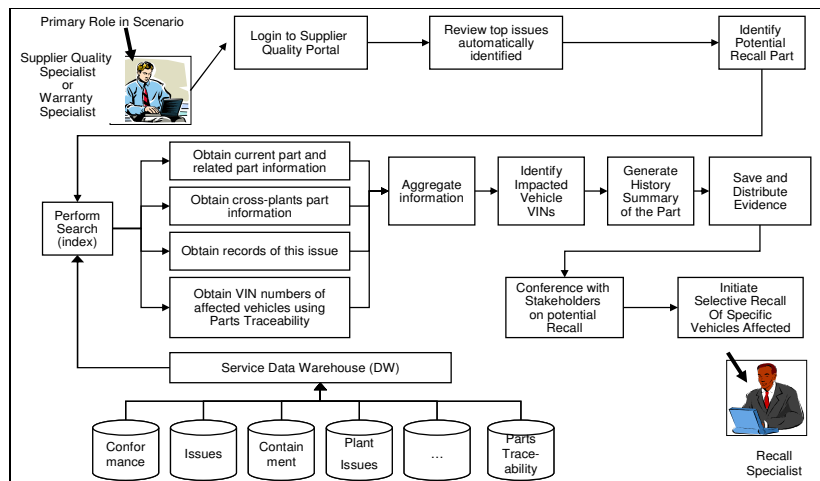 Primary Role in Scenario
Supplier Quality
Specialist
or
Warranty
Specialist
Login to Supplier
Quality Portal
Review top issues
automatically
identified
Identify
Potential
Recall Part
Perform
Search
(index)
Obtain current part and
related part information
Obtain cross-plants part
information
Obtain records of this issue
Obtain VIN numbers of
affected vehicles using
Parts Traceability
Aggregate
information
Identify
Impacted
Vehicle
VINs
Generate
History
Summary
of the Part
Save and
Distribute
Evidence
Conference with
Stakeholders
on potential
Recall
Initiate
Selective Recall
Of Specific
Vehicles Affected
Service Data Warehouse (DW)
Confor
mance
Issues
Contain
ment
Plant
Issues
...
Parts
Trace-
ability
Recall
Specialist